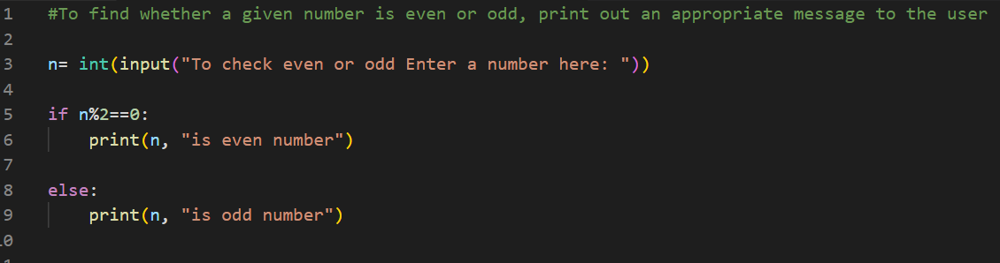 1 #To find whether a given number is even or odd, print out an appropriate message to the user
2
3 n= int(input("To check even or odd Enter a number here: "))
4
5 if n%2==0:
6     print(n, "is even number")
7
8 else:
9     print(n, "is odd number")
10